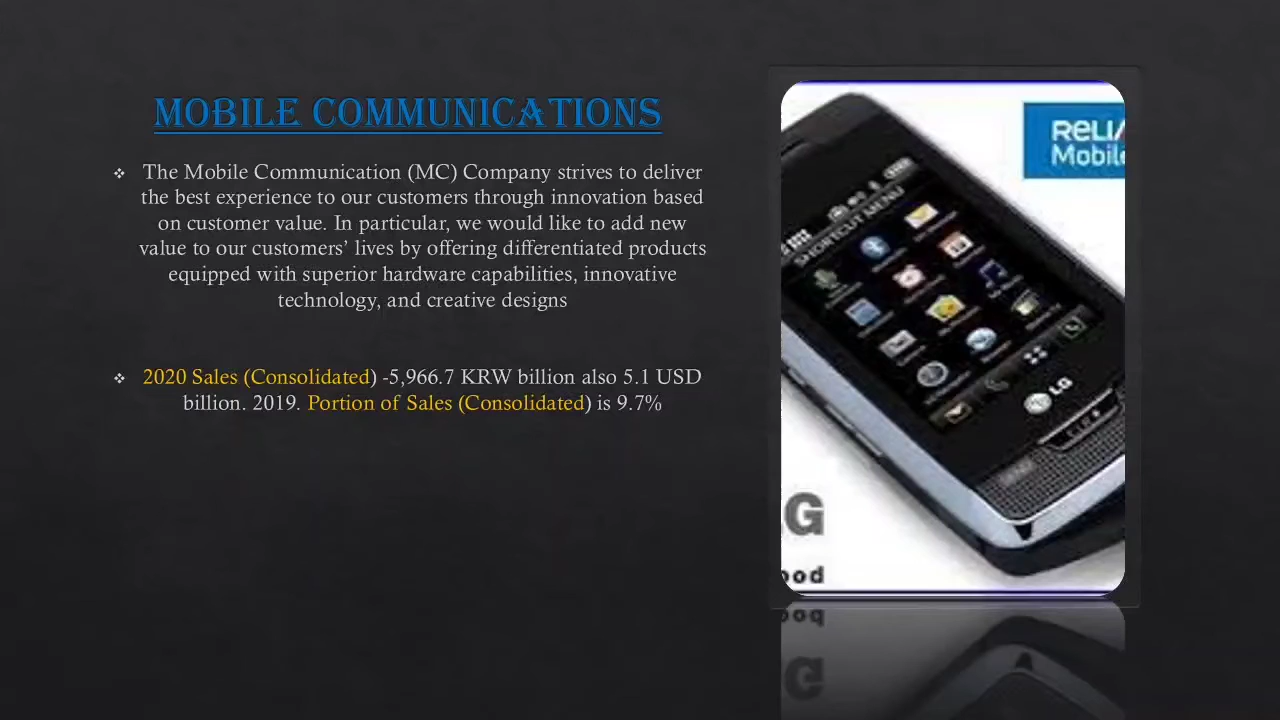 MOBILE COMMUNICATIONS
❖ The Mobile Communication (MC) Company strives to deliver
the best experience to our customers through innovation based
on customer value. In particular, we would like to add new
value to our customers’ lives by offering differentiated products
equipped with superior hardware capabilities, innovative
technology, and creative designs
❖ 2020 Sales (Consolidated) -5,966.7 KRW billion also 5.1 USD
billion. 2019. Portion of Sales (Consolidated) is 9.7%
RELIA
Mobile
SHORTCUT MENU
LG
G
ood